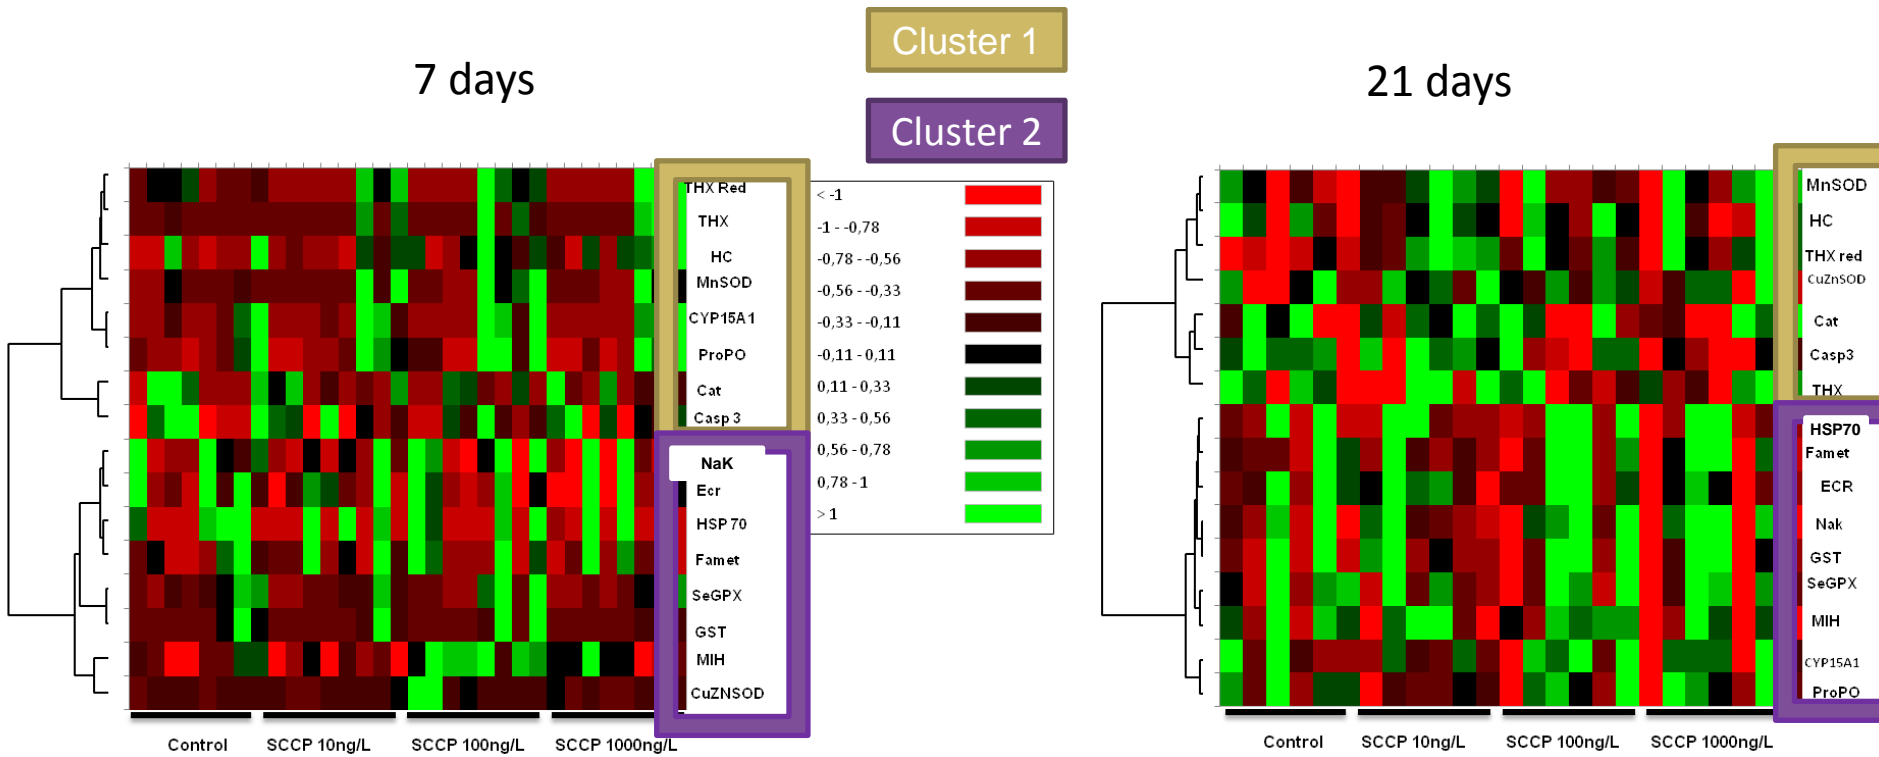 Cluster 1
Cluster 2
7 days
THX Red
THX
HC
MnSOD
CYP15A1
ProPO
Cat
Casp 3
NaK
Ecr
HSP 70
Famet
SeGPX
GST
MIH
CuZNSOD
Control
SCCP 10ng/L
SCCP 100ng/L
SCCP 1000ng/L
< -1
-1 - -0,78
-0,78 - -0,56
-0,56 - -0,33
-0,33 - -0,11
-0,11 - 0,11
0,11 - 0,33
0,33 - 0,56
0,56 - 0,78
0,78 - 1
> 1
21 days
MnSOD
HC
THX red
CuZnSOD
Cat
Casp3
THX
HSP70
Famet
ECR
Nak
GST
SeGPX
MIH
CYP15A1
ProPO
Control
SCCP 10ng/L
SCCP 100ng/L
SCCP 1000ng/L